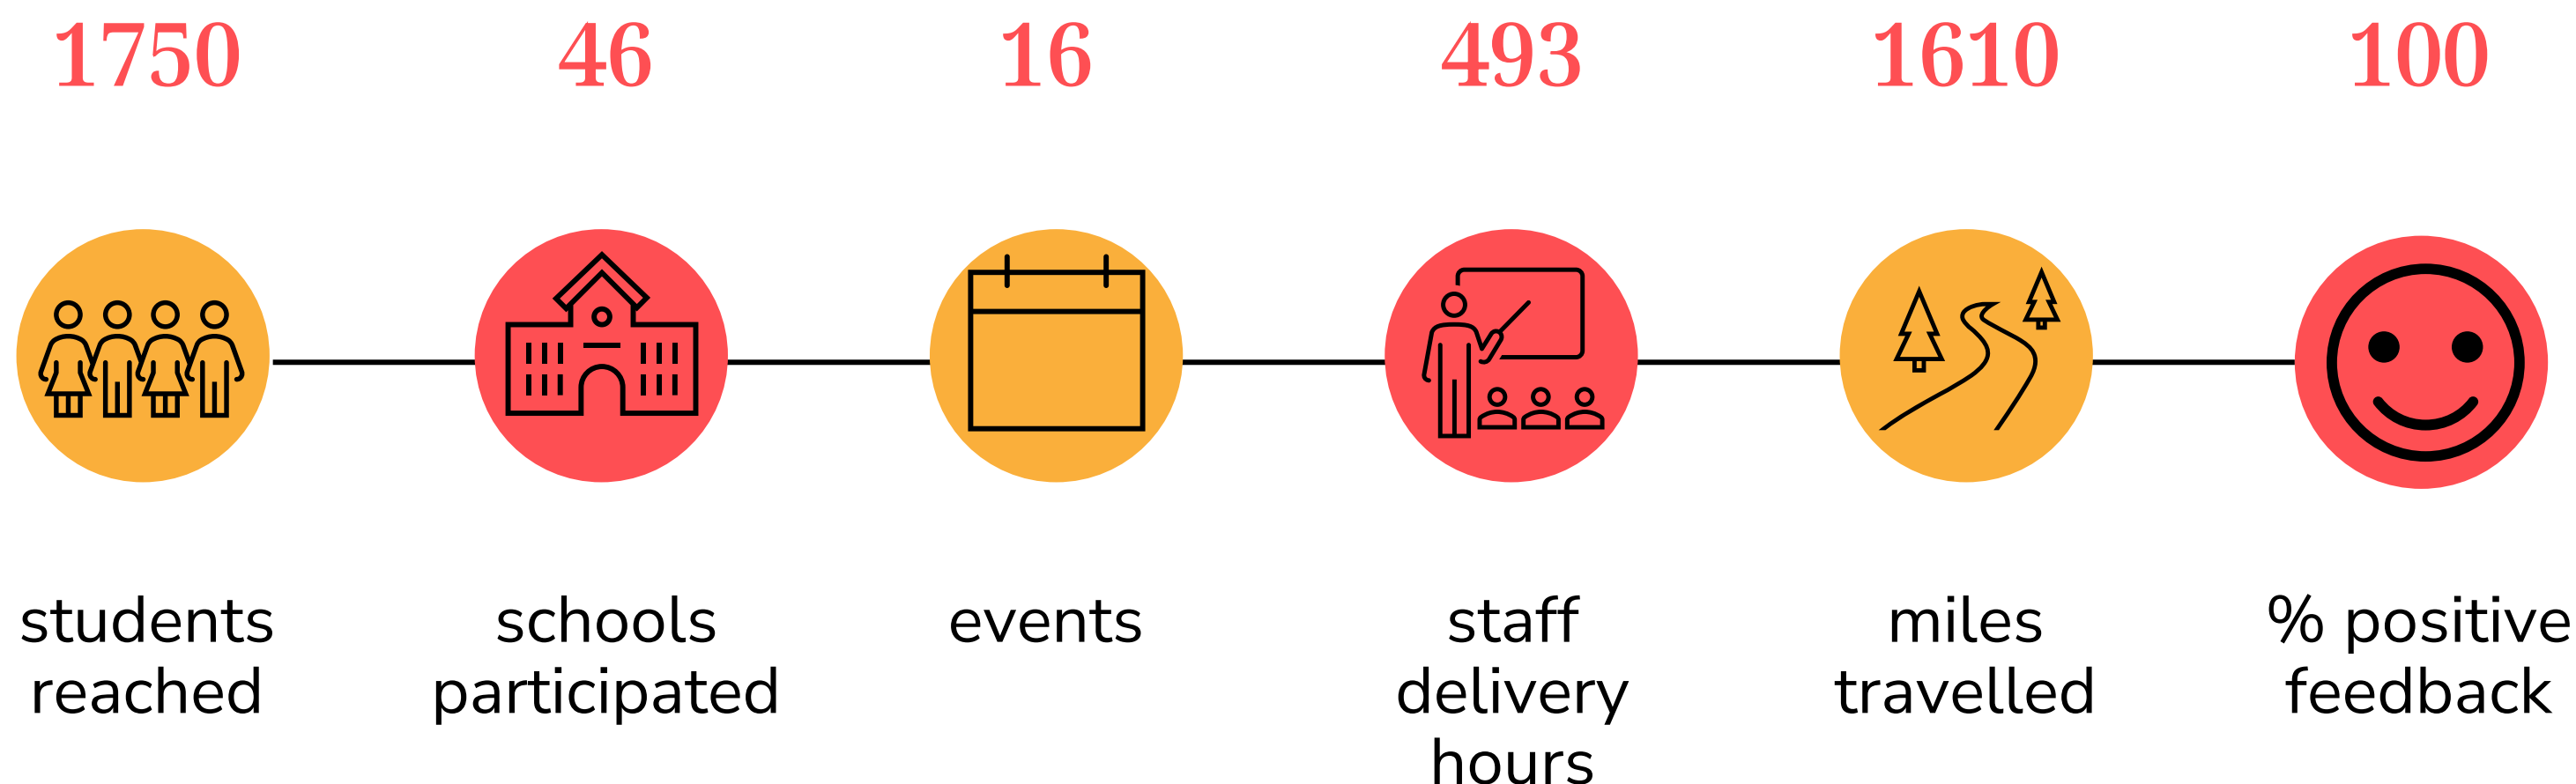 1750
46
16
493
1610
100
students
reached
schools
participated
events
staff
delivery
hours
miles
travelled
% positive
feedback